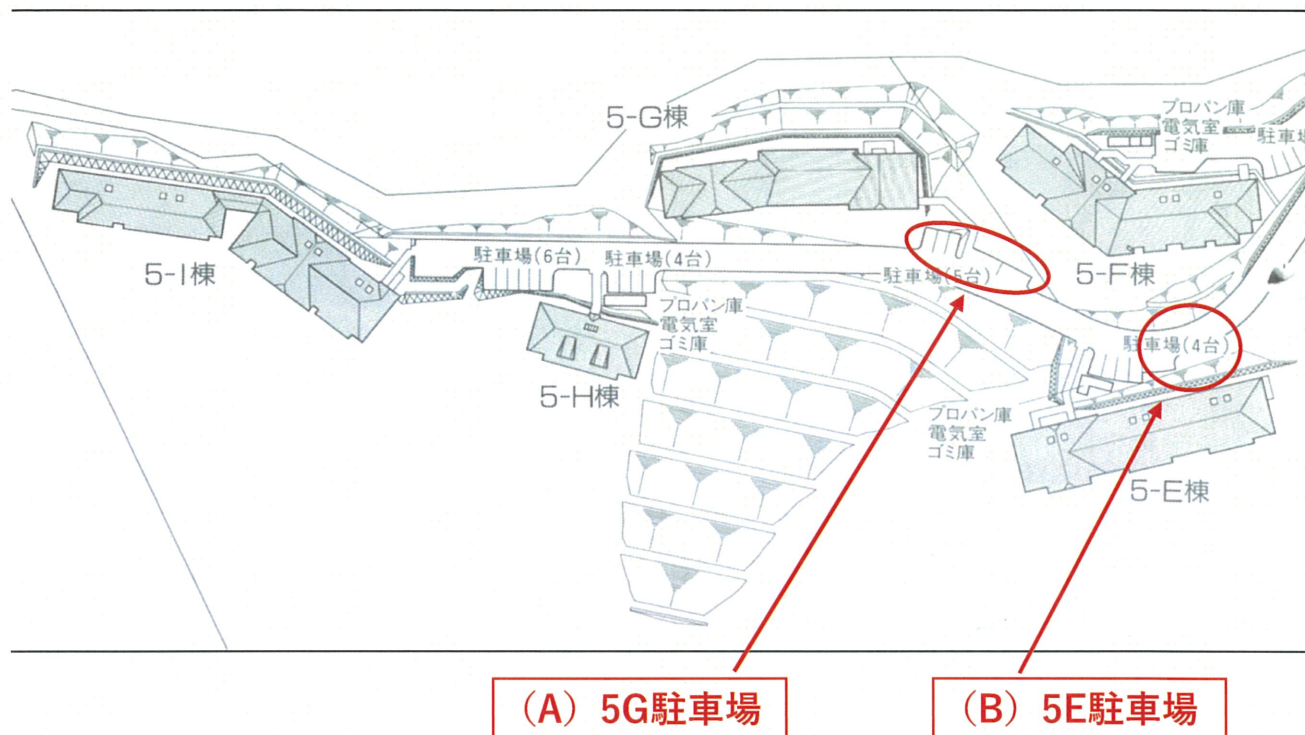 5-G棟
プロパン庫
電気室
ゴミ庫
駐車場
5-I棟
駐車場(6台)
駐車場(4台)
プロパン庫
電気室
ゴミ庫
5-H棟
駐車場(5台)
5-F棟
駐車場(4台)
プロパン庫
電気室
ゴミ庫
5-E棟
（A）5G駐車場
（B）5E駐車場